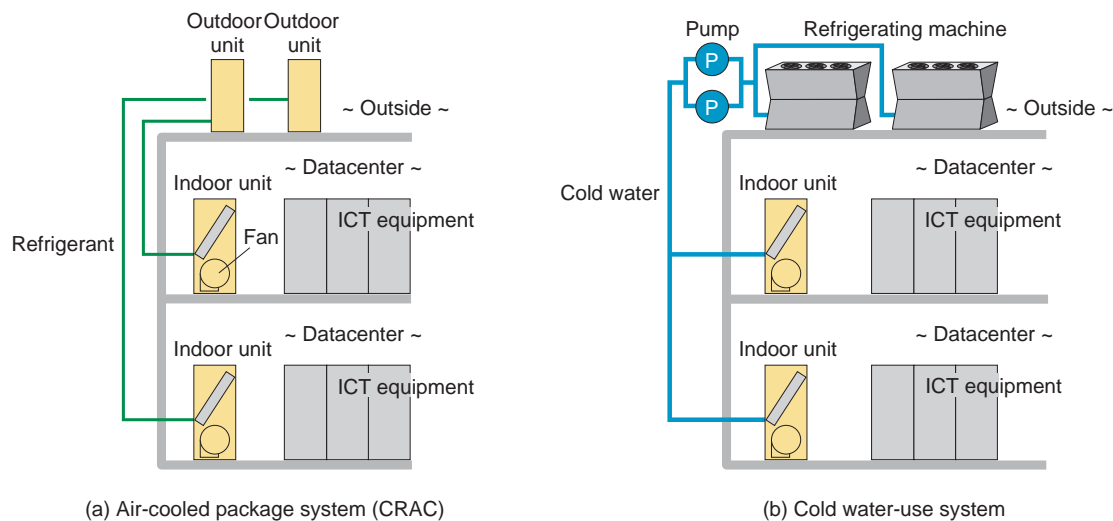 Outdoor unit
Outdoor unit
~ Outside ~
~ Datacenter ~
Indoor unit
ICT equipment
Fan
Refrigerant
~ Datacenter ~
Indoor unit
ICT equipment
(a) Air-cooled package system (CRAC)
Pump
Refrigerating machine
P
P
~ Outside ~
~ Datacenter ~
Cold water
Indoor unit
ICT equipment
~ Datacenter ~
Indoor unit
ICT equipment
(b) Cold water-use system